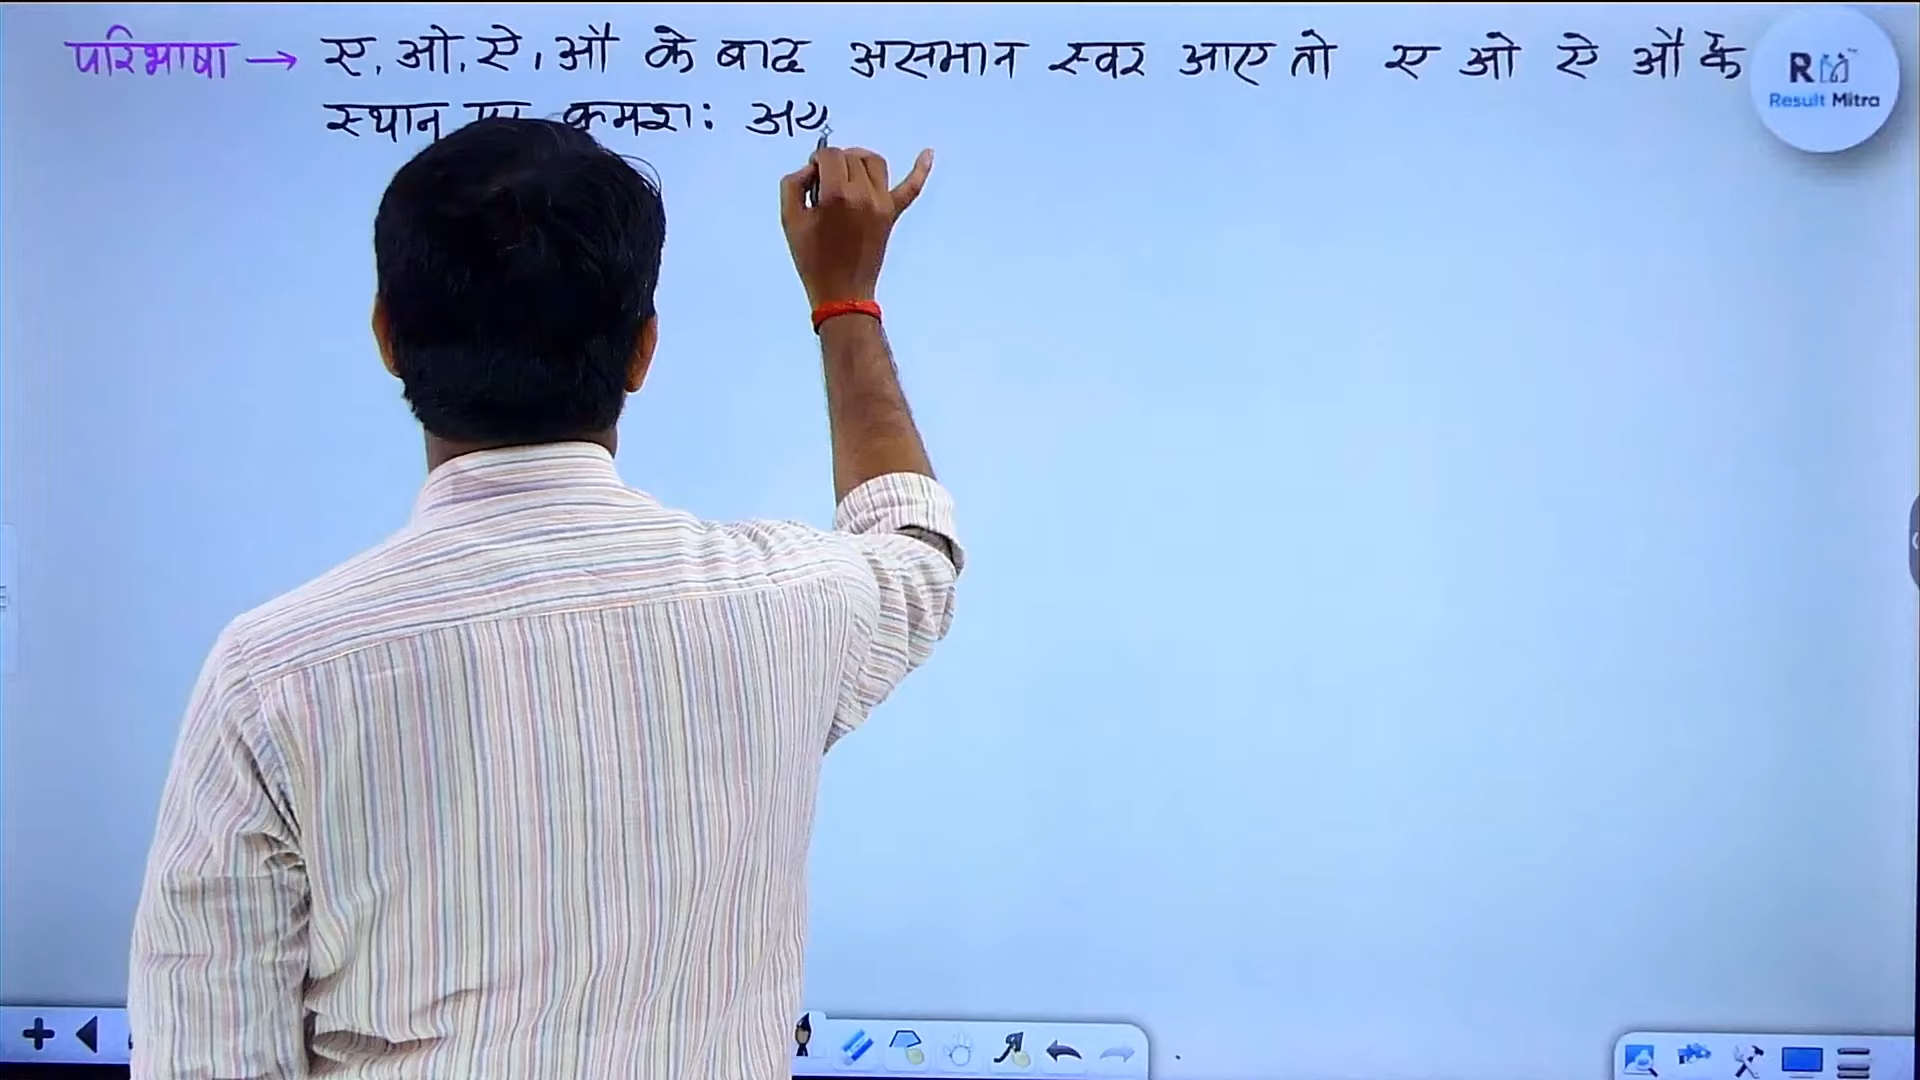 परिभाषा → ए, ओ, ऐ, औ के बाद असमान स्वर आए तो ए ओ ऐ औ के
स्थान क्रमशः अय
R
Result Mitra